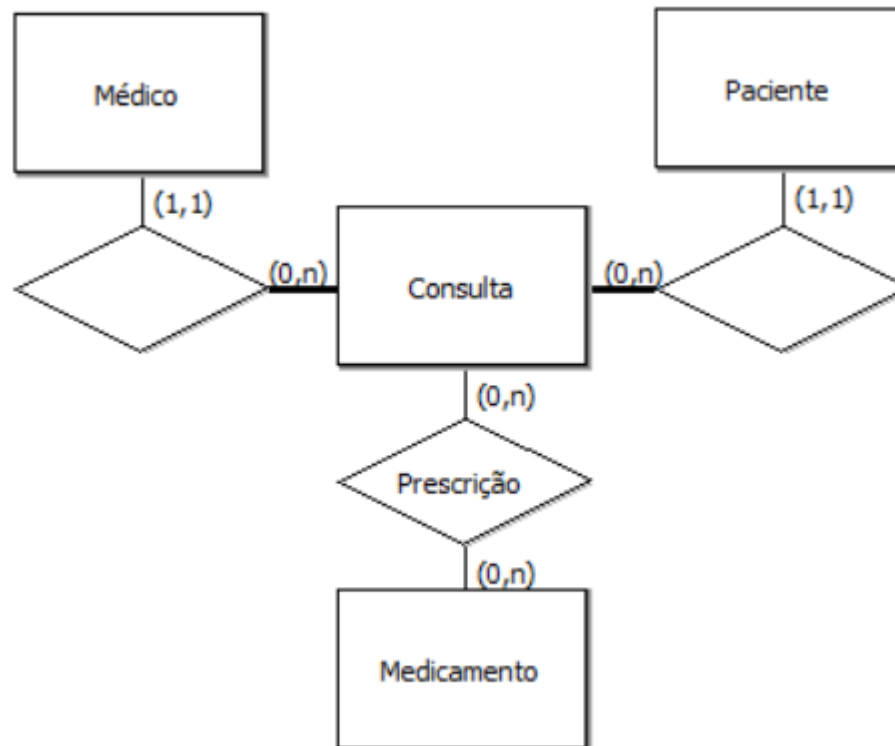 Médico
Paciente
(1,1)
(1,1)
(0,n)
Consulta
(0,n)
(0,n)
Prescrição
(0,n)
Medicamento